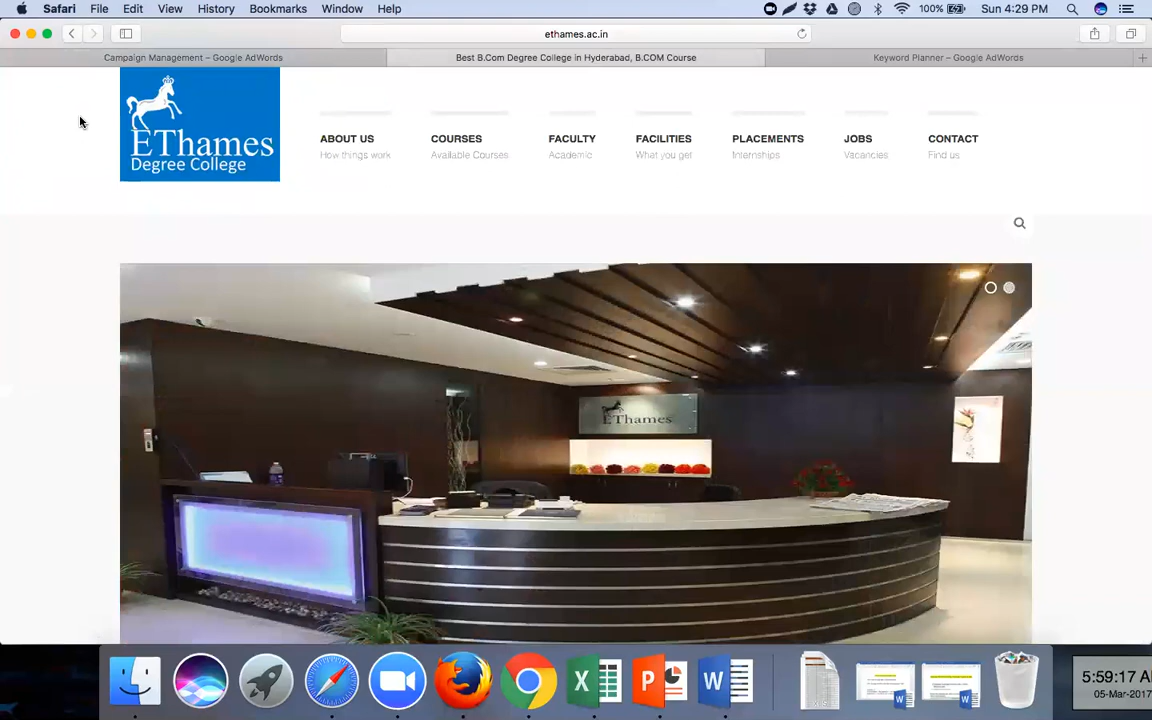 Safari File Edit View History Bookmarks Window Help 100% Sun 4:29 PM
ethames.ac.in
Campaign Management – Google AdWords Best B.Com Degree College in Hyderabad, B.COM Course Keyword Planner – Google AdWords
EThames
Degree College
ABOUT US COURSES FACULTY FACILITIES PLACEMENTS JOBS CONTACT
How things work Available Courses Academic What you get Internships Vacancies Find us
EThames
X P W W W
5:59:17
05-Mar-2017